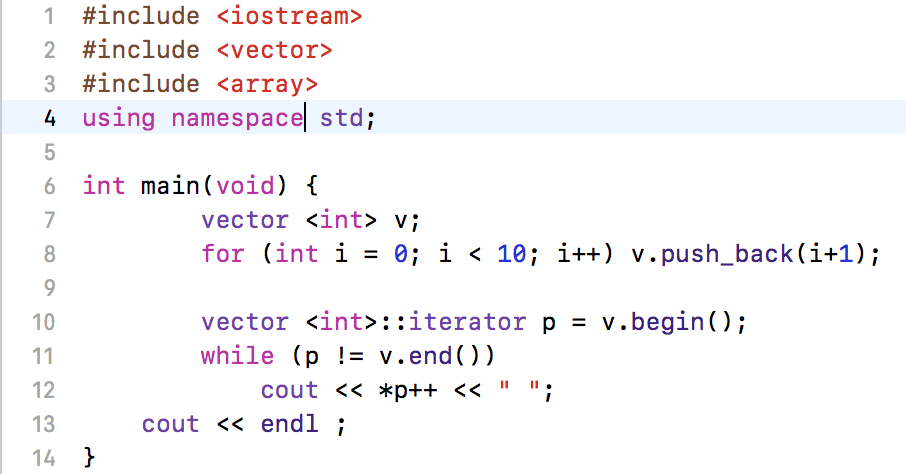 1 #include <iostream>
2 #include <vector>
3 #include <array>
4 using namespace std;
5
6 int main(void) {
7         vector <int> v;
8         for (int i = 0; i < 10; i++) v.push_back(i+1);
9
10         vector <int>::iterator p = v.begin();
11         while (p != v.end())
12             cout << *p++ << " ";
13     cout << endl ;
14 }